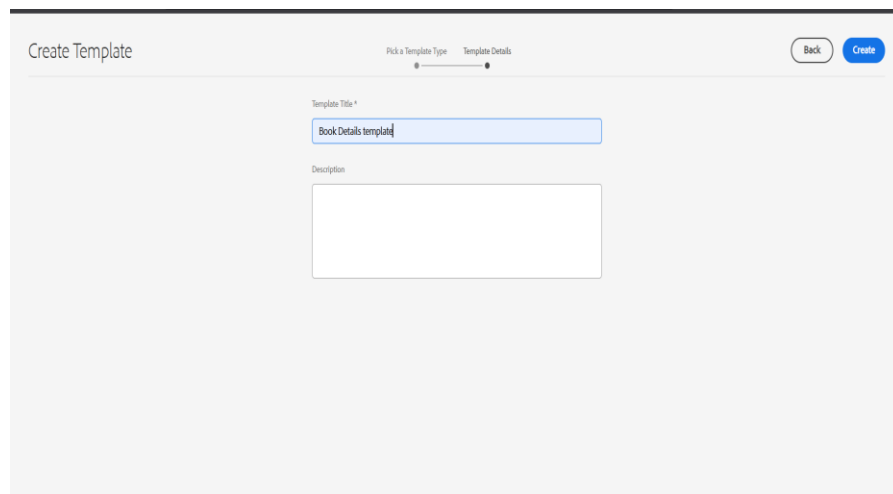 Create Template
Pick a Template Type Template Details
Back Create
Template Title *
Book Details template
Description